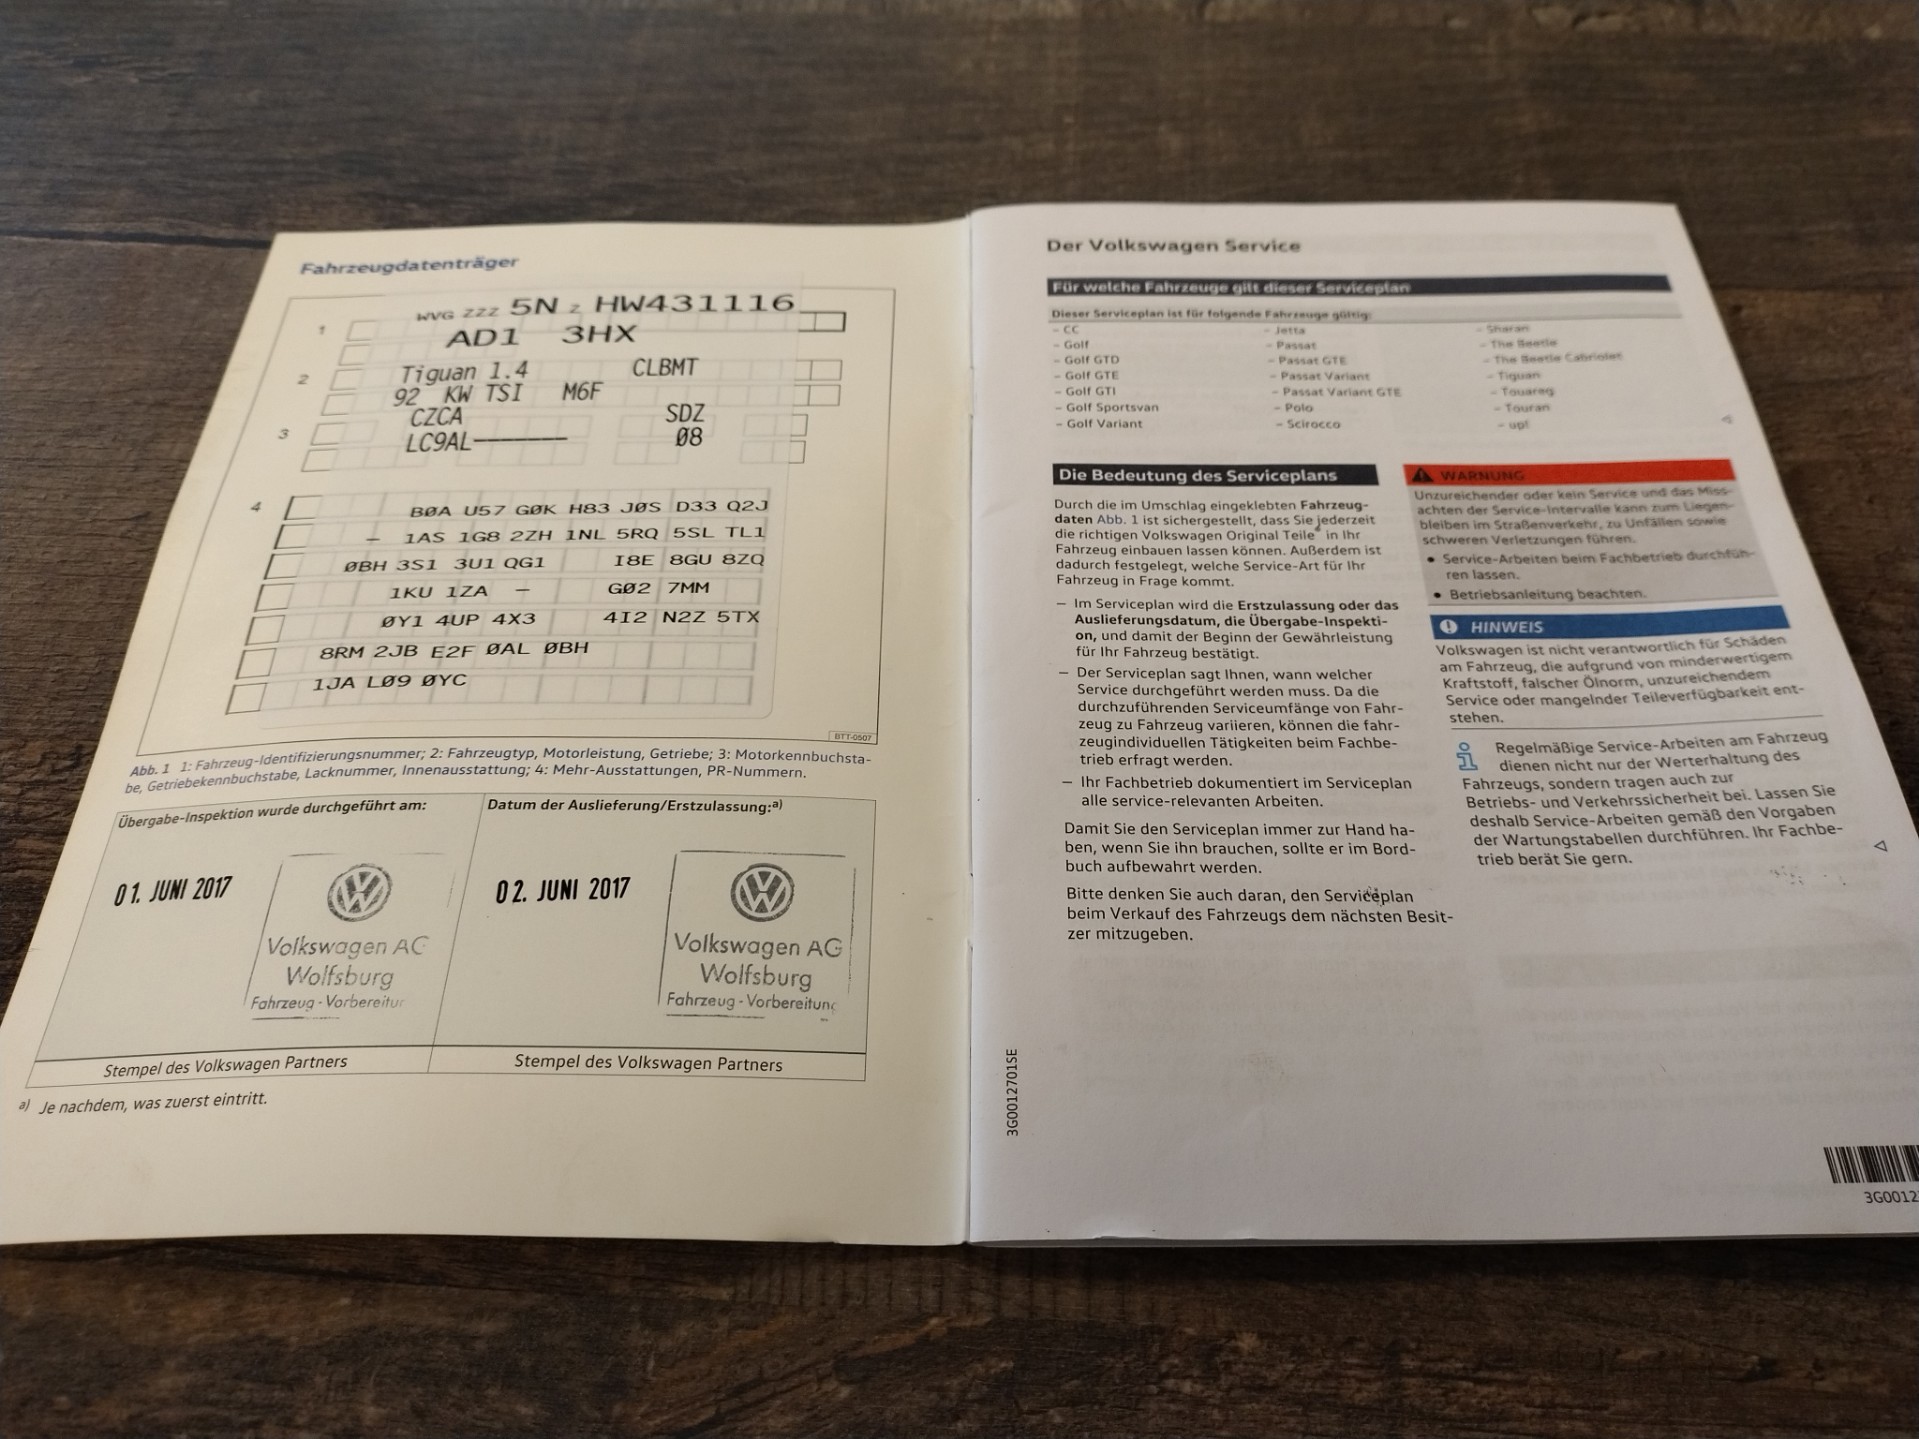 Fahrzeugdatenträger
1
WVG ZZZ 5N Z HW431116
AD1 3HX
2
Tiguan 1.4 CLBMT
92 KW TSI M6F
3
CZCA SDZ
LC9AL——— Ø8
4
BØA U57 GØK H83 JØS D33 Q2J
– 1AS 1G8 2ZH 1NL 5RQ 5SL TL1
ØBH 3S1 3U1 QG1 I8E 8GU 8ZQ
1KU 1ZA – GØ2 7MM
ØY1 4UP 4X3 4I2 N2Z 5TX
8RM 2JB E2F ØAL ØBH
1JA LØ9 ØYC
BTT-0507
Abb. 1 1: Fahrzeug-Identifizierungsnummer; 2: Fahrzeugtyp, Motorleistung, Getriebe; 3: Motorkennbuchsta-
be, Getriebekennbuchstabe, Lacknummer, Innenausstattung; 4: Mehr-Ausstattungen, PR-Nummern.
Übergabe-Inspektion wurde durchgeführt am:
01. JUNI 2017
Volkswagen AG
Wolfsburg
Fahrzeug-Vorbereitur
Stempel des Volkswagen Partners
Datum der Auslieferung/Erstzulassung:a)
02. JUNI 2017
Volkswagen AG
Wolfsburg
Fahrzeug-Vorbereitung
Stempel des Volkswagen Partners
a) Je nachdem, was zuerst eintritt.
Der Volkswagen Service
Für welche Fahrzeuge gilt dieser Serviceplan
Dieser Serviceplan ist für folgende Fahrzeuge gültig:
– CC
– Golf
– Golf GTD
– Golf GTE
– Golf GTI
– Golf Sportsvan
– Golf Variant
– Jetta
– Passat
– Passat GTE
– Passat Variant
– Passat Variant GTE
– Polo
– Scirocco
– Sharan
– The Beetle
– The Beetle Cabriolet
– Tiguan
– Touareg
– Touran
– up!
Die Bedeutung des Serviceplans
Durch die im Umschlag eingeklebten Fahrzeug-
daten Abb. 1 ist sichergestellt, dass Sie jederzeit
die richtigen Volkswagen Original Teile® in Ihr
Fahrzeug einbauen lassen können. Außerdem ist
dadurch festgelegt, welche Service-Art für Ihr
Fahrzeug in Frage kommt.
– Im Serviceplan wird die Erstzulassung oder das
Auslieferungsdatum, die Übergabe-Inspekti-
on, und damit der Beginn der Gewährleistung
für Ihr Fahrzeug bestätigt.
– Der Serviceplan sagt Ihnen, wann welcher
Service durchgeführt werden muss. Da die
durchzuführenden Serviceumfänge von Fahr-
zeug zu Fahrzeug variieren, können die fahr-
zeugindividuellen Tätigkeiten beim Fachbe-
trieb erfragt werden.
– Ihr Fachbetrieb dokumentiert im Serviceplan
alle service-relevanten Arbeiten.
Damit Sie den Serviceplan immer zur Hand ha-
ben, wenn Sie ihn brauchen, sollte er im Bord-
buch aufbewahrt werden.
Bitte denken Sie auch daran, den Serviceplan
beim Verkauf des Fahrzeugs dem nächsten Besit-
zer mitzugeben.
WARNUNG
Unzureichender oder kein Service und das Miss-
achten der Service-Intervalle kann zum Liegen-
bleiben im Straßenverkehr, zu Unfällen sowie
schweren Verletzungen führen.
• Service-Arbeiten beim Fachbetrieb durchfüh-
ren lassen.
• Betriebsanleitung beachten.
HINWEIS
Volkswagen ist nicht verantwortlich für Schäden
am Fahrzeug, die aufgrund von minderwertigem
Kraftstoff, falscher Ölnorm, unzureichendem
Service oder mangelnder Teileverfügbarkeit ent-
stehen.
Regelmäßige Service-Arbeiten am Fahrzeug
dienen nicht nur der Werterhaltung des
Fahrzeugs, sondern tragen auch zur
Betriebs- und Verkehrssicherheit bei. Lassen Sie
deshalb Service-Arbeiten gemäß den Vorgaben
der Wartungstabellen durchführen. Ihr Fachbe-
trieb berät Sie gern.
3G0012701SE
3G0012